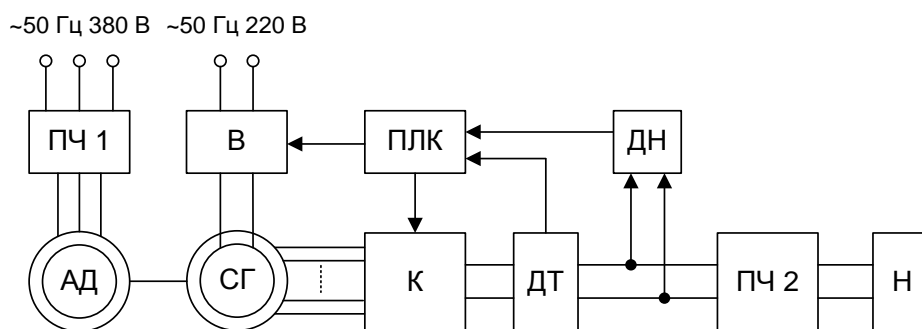 ~50 Гц 380 В
~50 Гц 220 В
ПЧ 1
В
ПЛК
ДН
АД
СГ
К
ДТ
ПЧ 2
Н